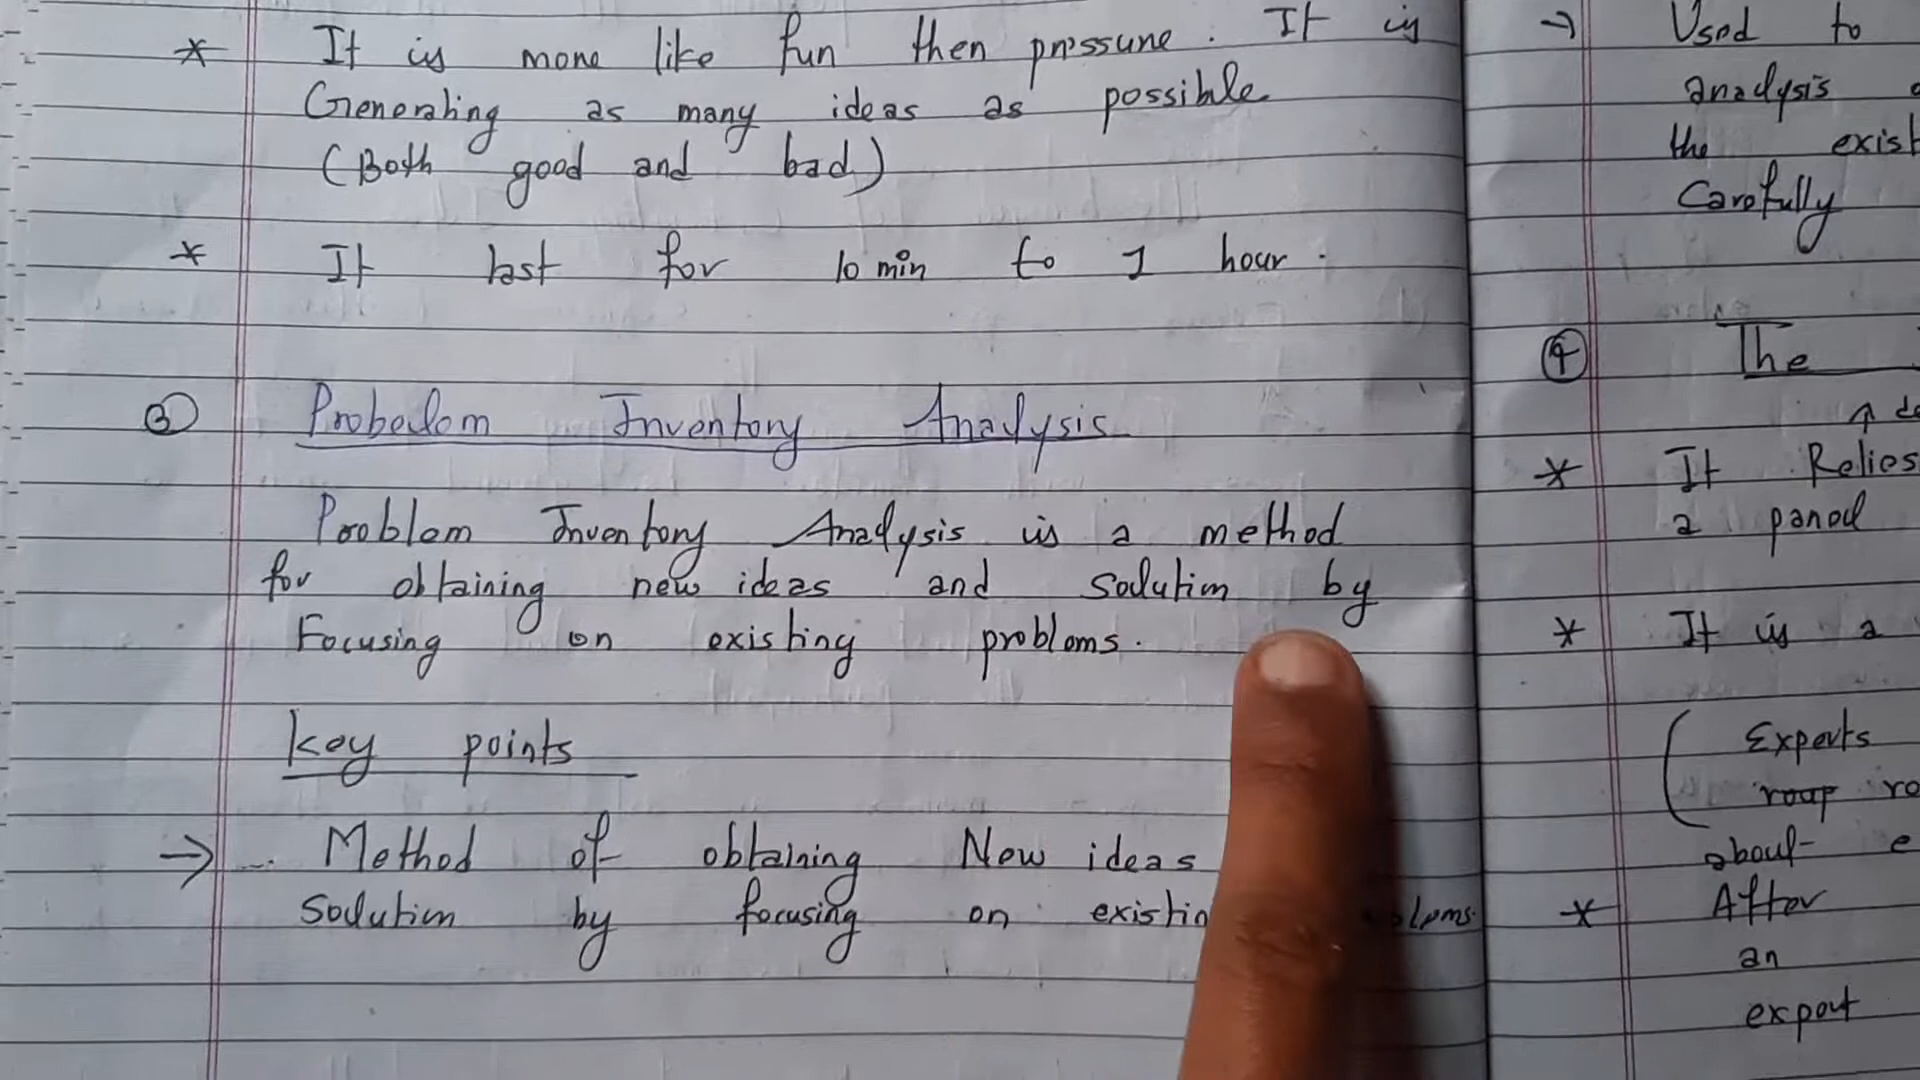 * It is more like fun then pressure. It is
Generating as many ideas as possible
(Both good and bad)
* It last for 10 min to 1 hour.
③ Probelem Inventory Analysis
Problem Inventory Analysis is a method
for obtaining new ideas and Solution by
Focusing on existing problems.
Key points
→ Method of obtaining New ideas
Solution by focusing on
→ Used to
analysis
the exist
Carefully
④ The
* It Relies
a panel
* It is a
( Experts
about
* After
an
expert